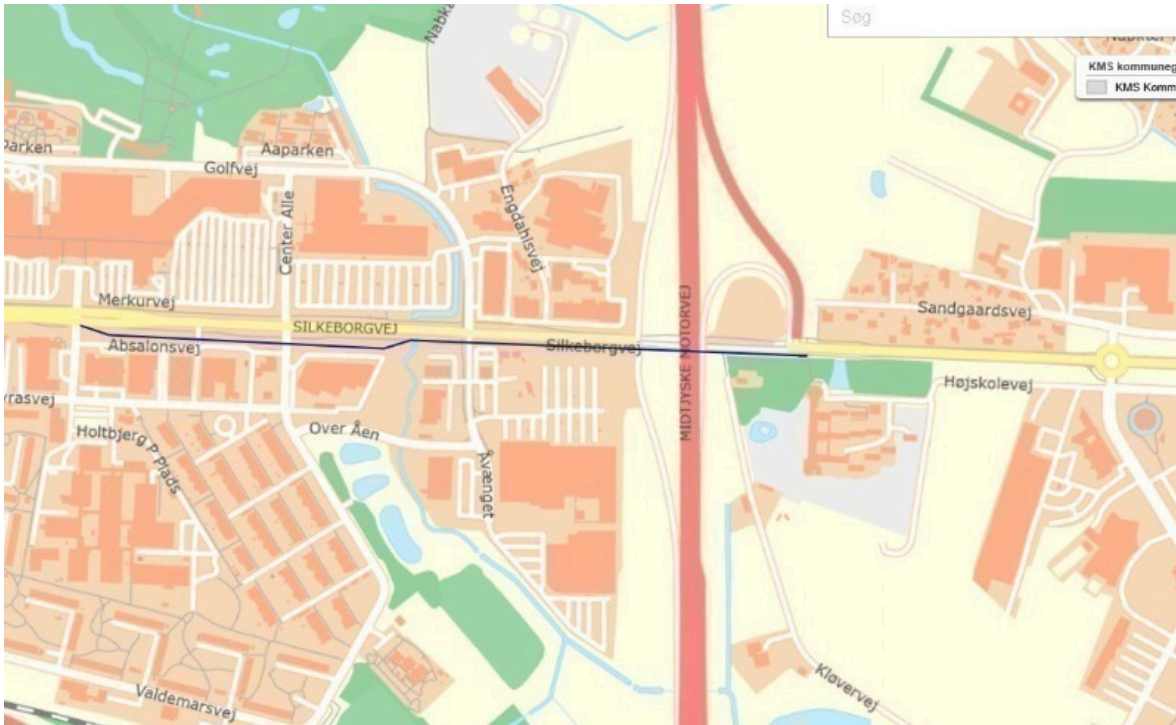 Søg
KMS kommuneg
KMS Komm
Parken
Aaparken
Golfvej
Center Alle
Engdahlsvej
Merkurvej
SILKEBORGVEJ
Absalonsvej
Silkeborgvej
MIDTJYSKE MOTORVEJ
Sandgaardsvej
Højskolevej
yrasvej
Holtbjerg P Plads
Over Åen
Åvænget
Kløvervej
Valdemarsvej